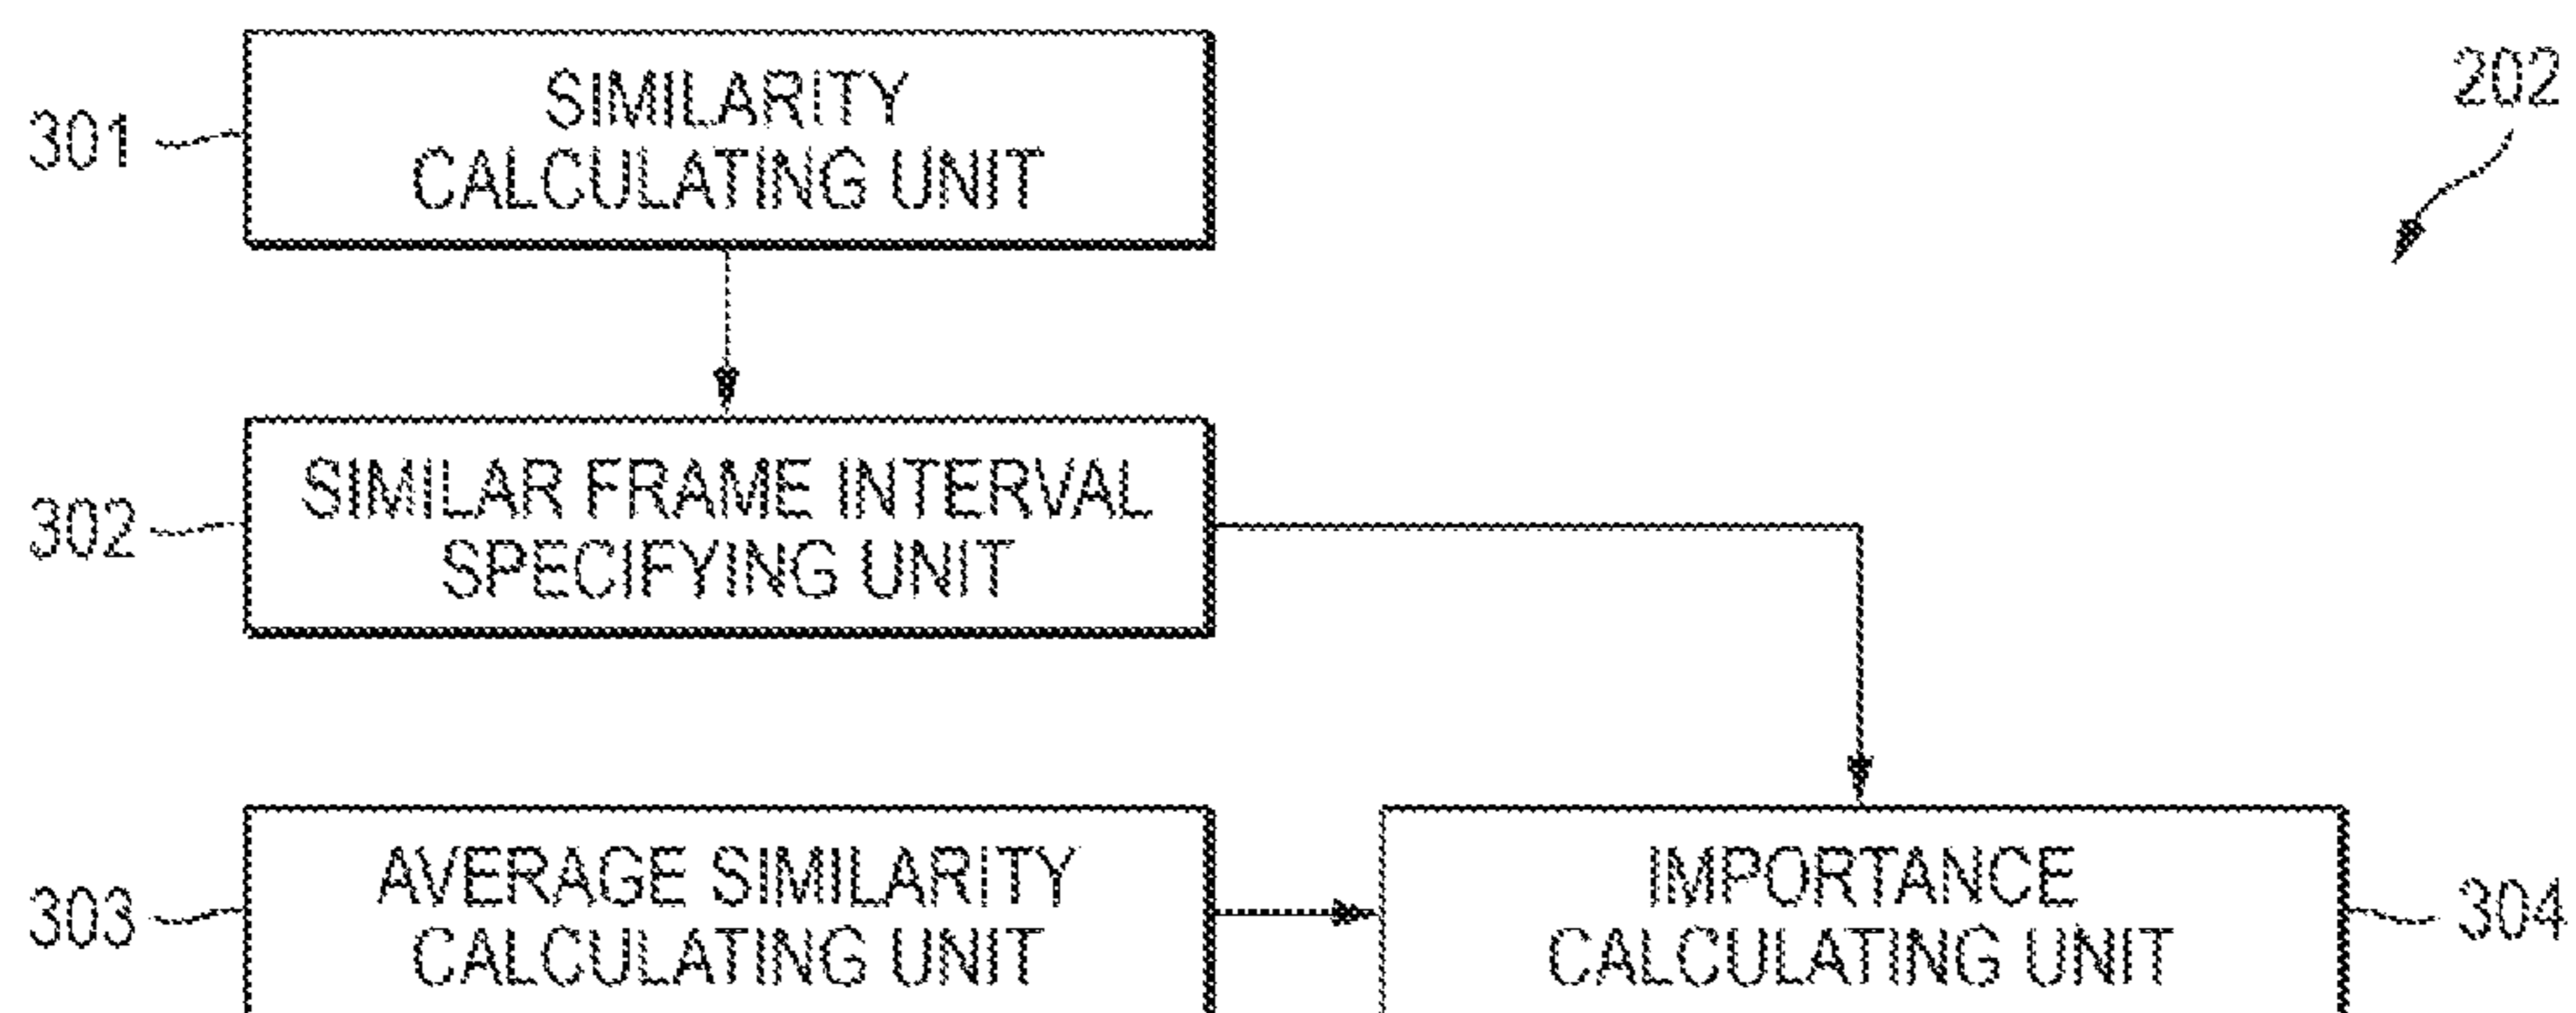 SIMILARITY
CALCULATING UNIT
301
202
SIMILAR FRAME INTERVAL
SPECIFYING UNIT
302
AVERAGE SIMILARITY
CALCULATING UNIT
303
IMPORTANCE
CALCULATING UNIT
304